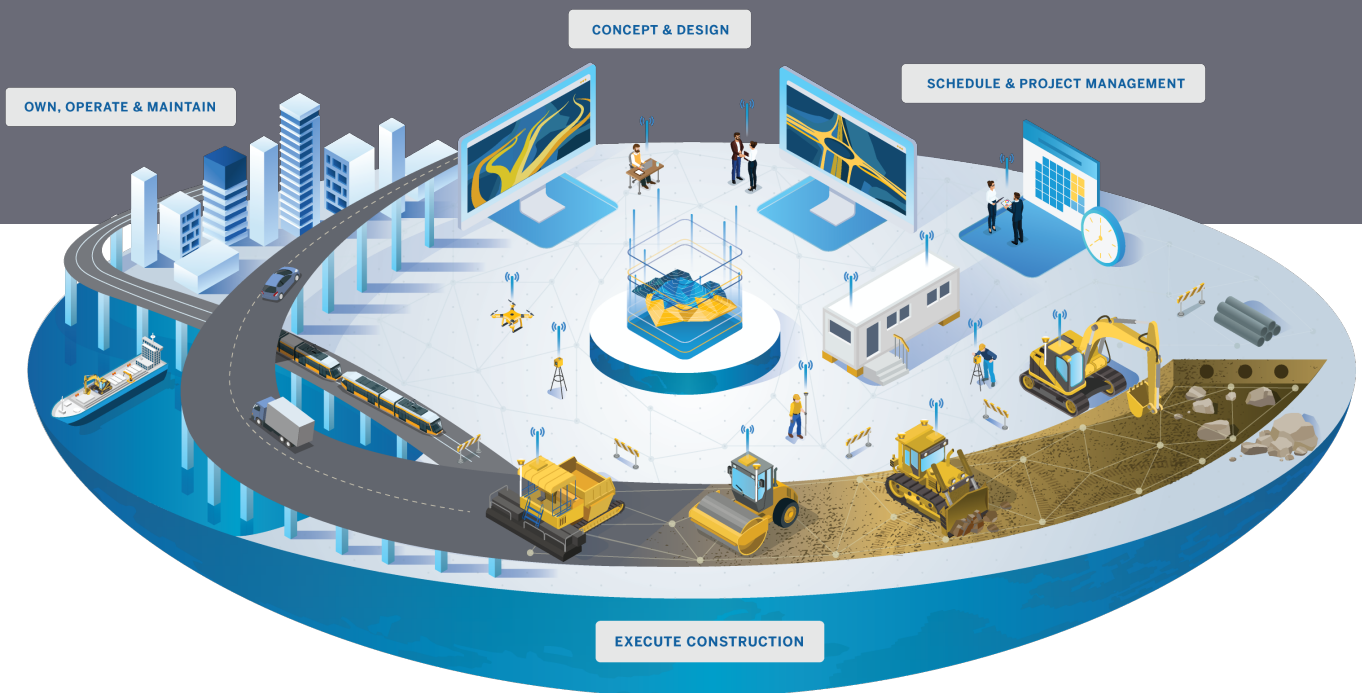 CONCEPT & DESIGN
SCHEDULE & PROJECT MANAGEMENT
OWN, OPERATE & MAINTAIN
EXECUTE CONSTRUCTION